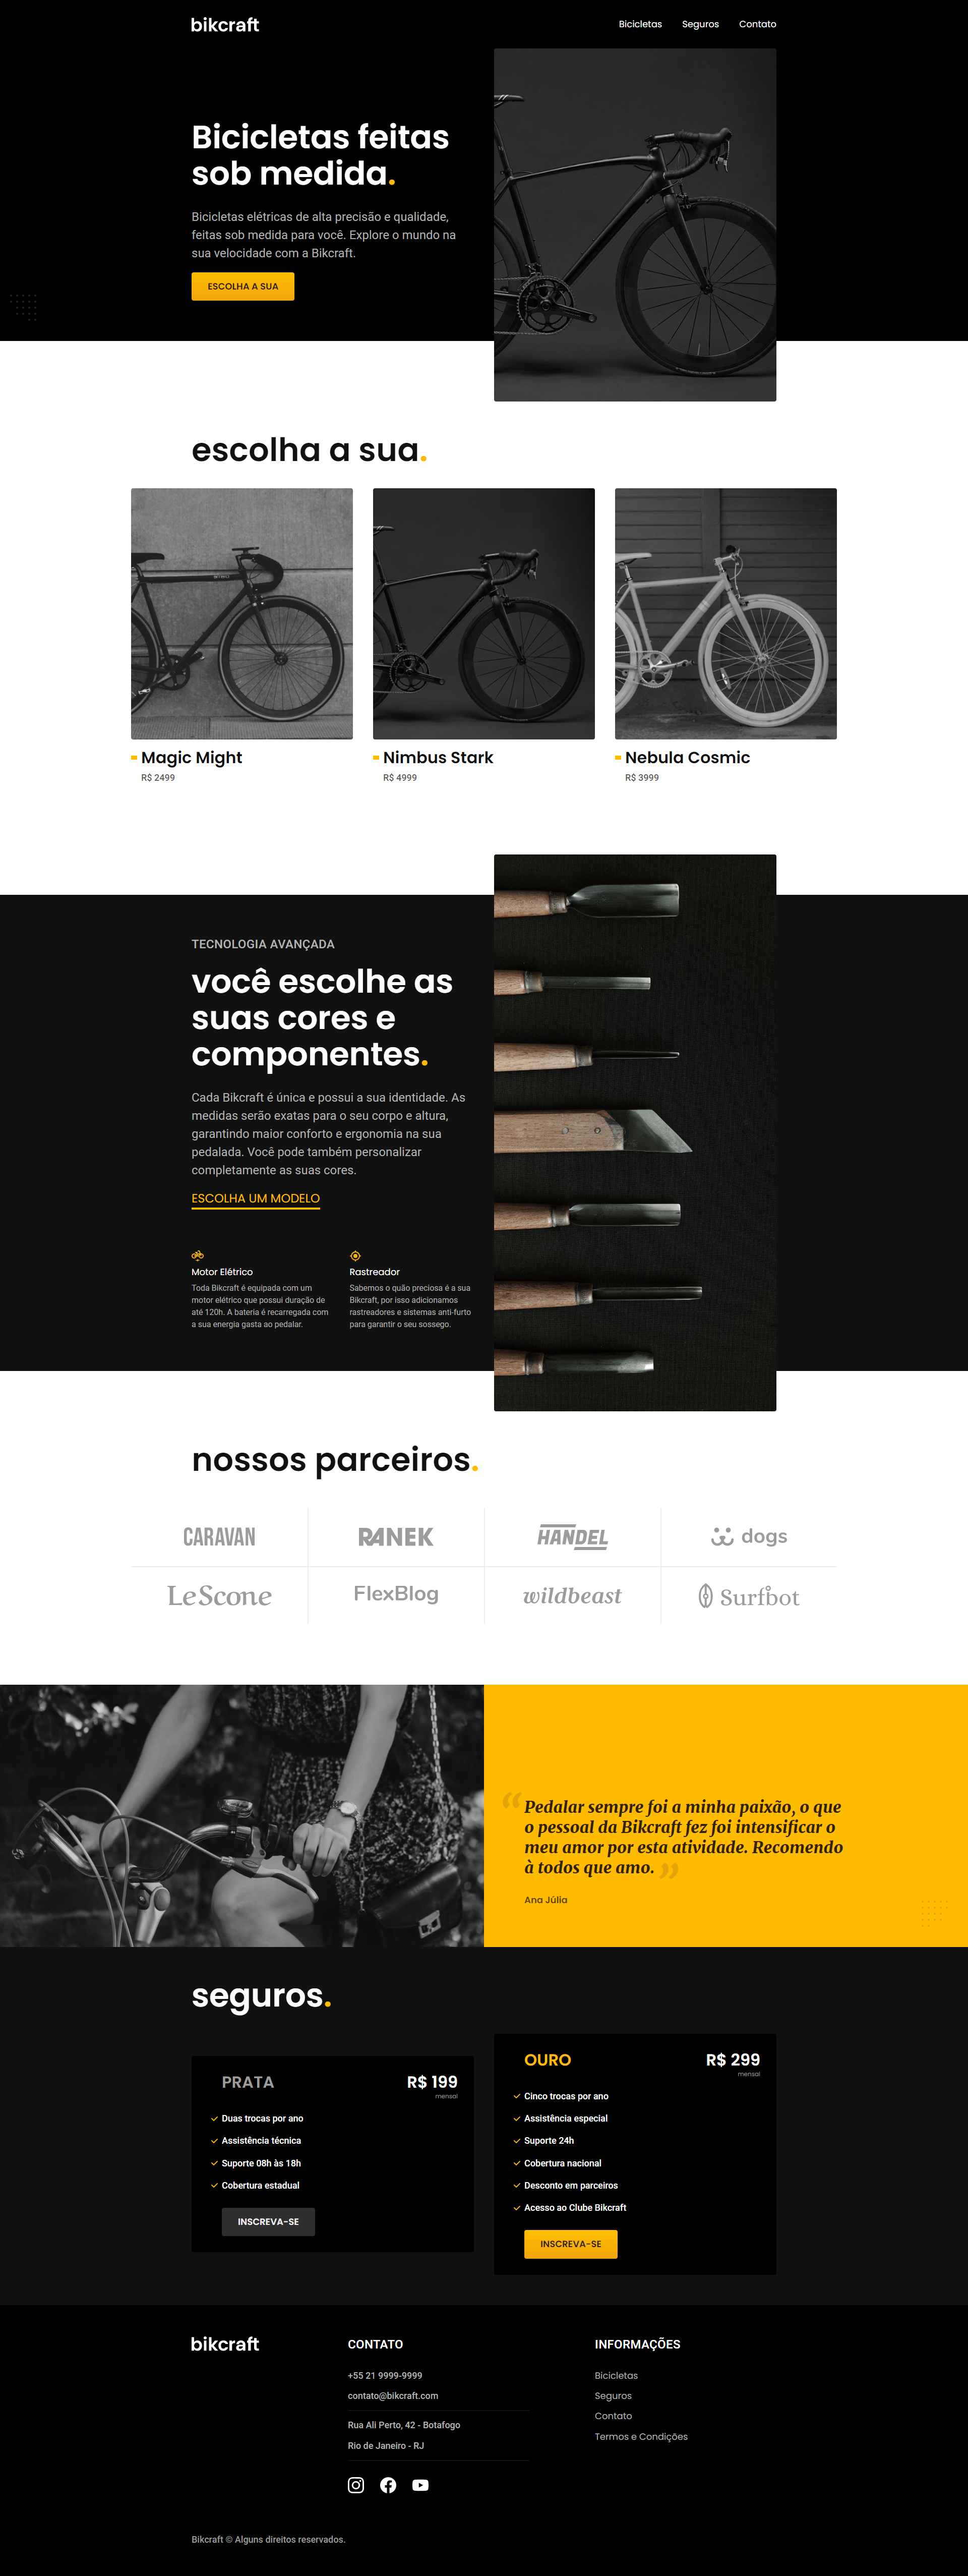 bikcraft
Bicicletas Seguros Contato
Bicicletas feitas
sob medida.
Bicicletas elétricas de alta precisão e qualidade,
feitas sob medida para você. Explore o mundo na
sua velocidade com a Bikcraft.
ESCOLHA A SUA
escolha a sua.
Magic Might
R$ 2499
Nimbus Stark
R$ 4999
Nebula Cosmic
R$ 3999
TECNOLOGIA AVANÇADA
você escolhe as
suas cores e
componentes.
Cada Bikcraft é única e possui a sua identidade. As
medidas serão exatas para o seu corpo e altura,
garantindo maior conforto e ergonomia na sua
pedalada. Você pode também personalizar
completamente as suas cores.
ESCOLHA UM MODELO
Motor Elétrico
Toda Bikcraft é equipada com um
motor elétrico que possui duração de
até 120h. A bateria é recarregada com
a sua energia gasta ao pedalar.
Rastreador
Sabemos o quão preciosa é a sua
Bikcraft, por isso adicionamos
rastreadores e sistemas anti-furto
para garantir o seu sossego.
nossos parceiros.
CARAVAN
RANEK
HANDEL
dogs
LeScone
FlexBlog
wildbeast
Surfbot
“Pedalar sempre foi a minha paixão, o que
o pessoal da Bikcraft fez foi intensificar o
meu amor por esta atividade. Recomendo
à todos que amo.”
Ana Júlia
seguros.
PRATA
R$ 199
mensal
Duas trocas por ano
Assistência técnica
Suporte 08h às 18h
Cobertura estadual
INSCREVA-SE
OURO
R$ 299
mensal
Cinco trocas por ano
Assistência especial
Suporte 24h
Cobertura nacional
Desconto em parceiros
Acesso ao Clube Bikcraft
INSCREVA-SE
bikcraft
CONTATO
+55 21 9999-9999
contato@bikcraft.com
Rua Ali Perto, 42 - Botafogo
Rio de Janeiro - RJ
INFORMAÇÕES
Bicicletas
Seguros
Contato
Termos e Condições
Bikcraft © Alguns direitos reservados.